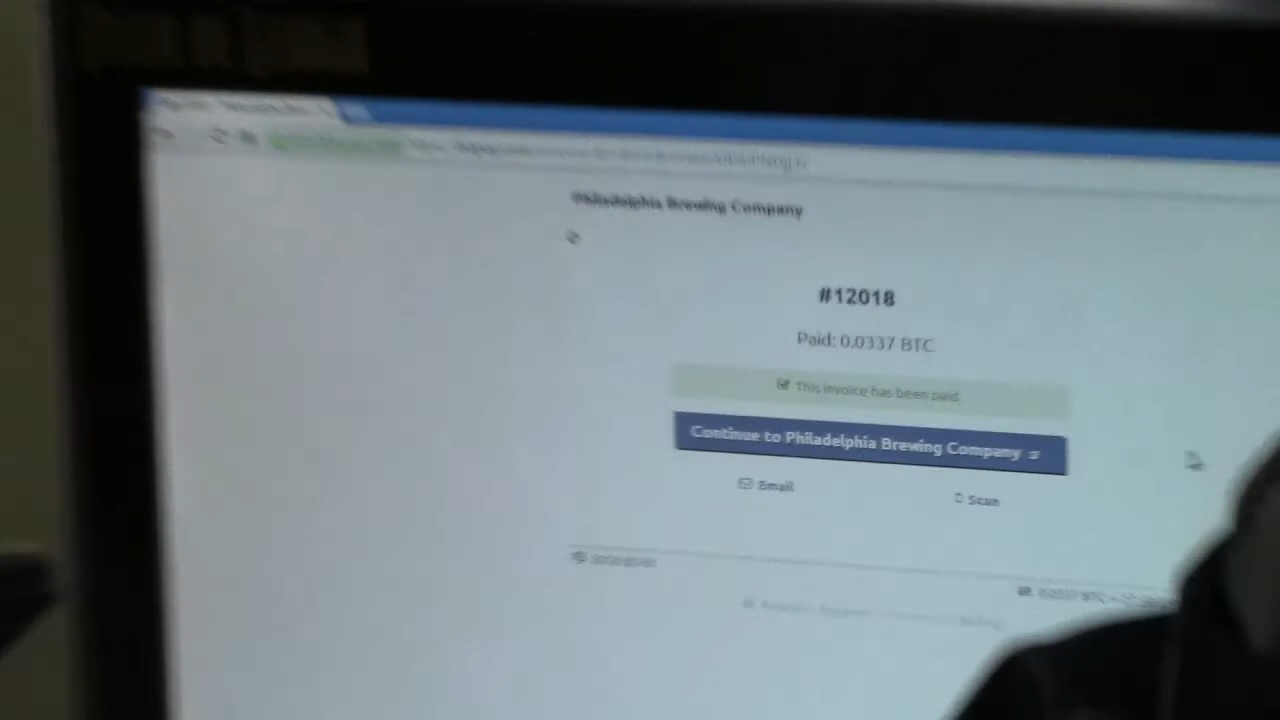 Philadelphia Brewing Company
#12018
Paid: 0.0337 BTC
This invoice has been paid.
Continue to Philadelphia Brewing Company
Email
Scan